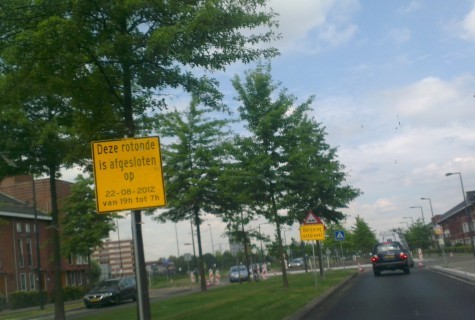 Deze rotonde
is afgesloten
op
22-08-2012
van 19h tot 7h